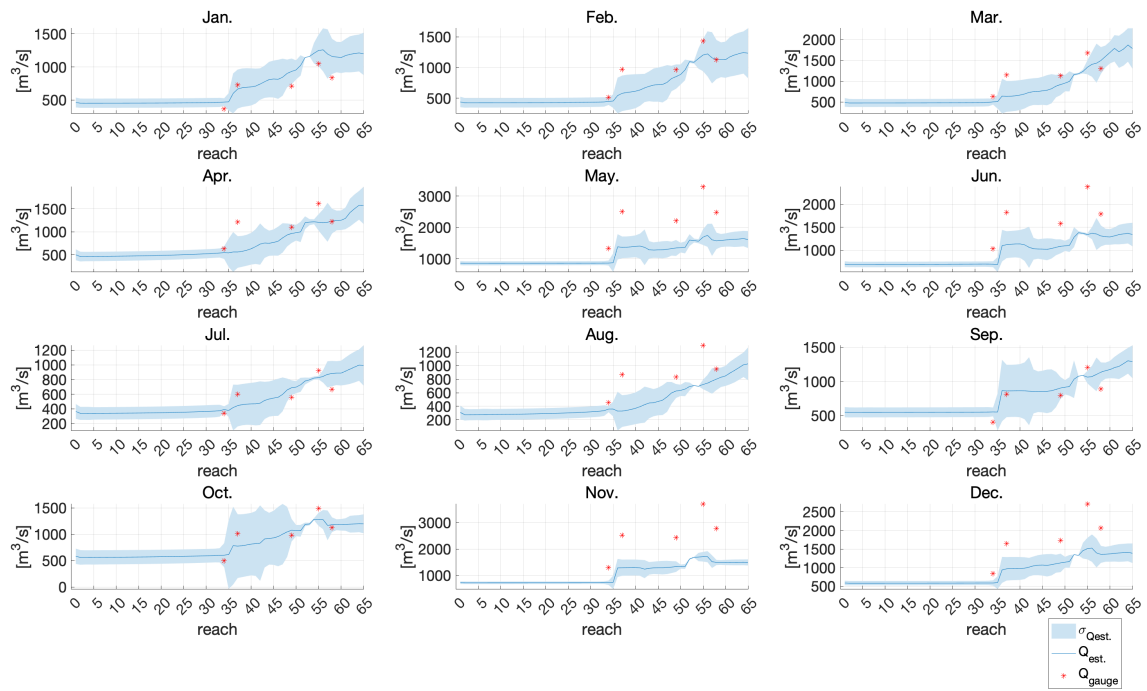 Jan. Feb. Mar.
[m³/s] 1500 1000 500 [m³/s] 1500 1000 500 [m³/s] 2000 1500 1000 500
0 5 10 15 20 25 30 35 40 45 50 55 60 65 0 5 10 15 20 25 30 35 40 45 50 55 60 65 0 5 10 15 20 25 30 35 40 45 50 55 60 65
reach reach reach
Apr. May. Jun.
[m³/s] 1500 1000 500 [m³/s] 3000 2000 1000 [m³/s] 2000 1500 1000
0 5 10 15 20 25 30 35 40 45 50 55 60 65 0 5 10 15 20 25 30 35 40 45 50 55 60 65 0 5 10 15 20 25 30 35 40 45 50 55 60 65
reach reach reach
Jul. Aug. Sep.
[m³/s] 1200 1000 800 600 400 200 [m³/s] 1200 1000 800 600 400 200 [m³/s] 1500 1000 500
0 5 10 15 20 25 30 35 40 45 50 55 60 65 0 5 10 15 20 25 30 35 40 45 50 55 60 65 0 5 10 15 20 25 30 35 40 45 50 55 60 65
reach reach reach
Oct. Nov. Dec.
[m³/s] 1500 1000 500 0 [m³/s] 3000 2000 1000 [m³/s] 2500 2000 1500 1000 500
0 5 10 15 20 25 30 35 40 45 50 55 60 65 0 5 10 15 20 25 30 35 40 45 50 55 60 65 0 5 10 15 20 25 30 35 40 45 50 55 60 65
reach reach reach
σ Qest.
Q est.
Q gauge